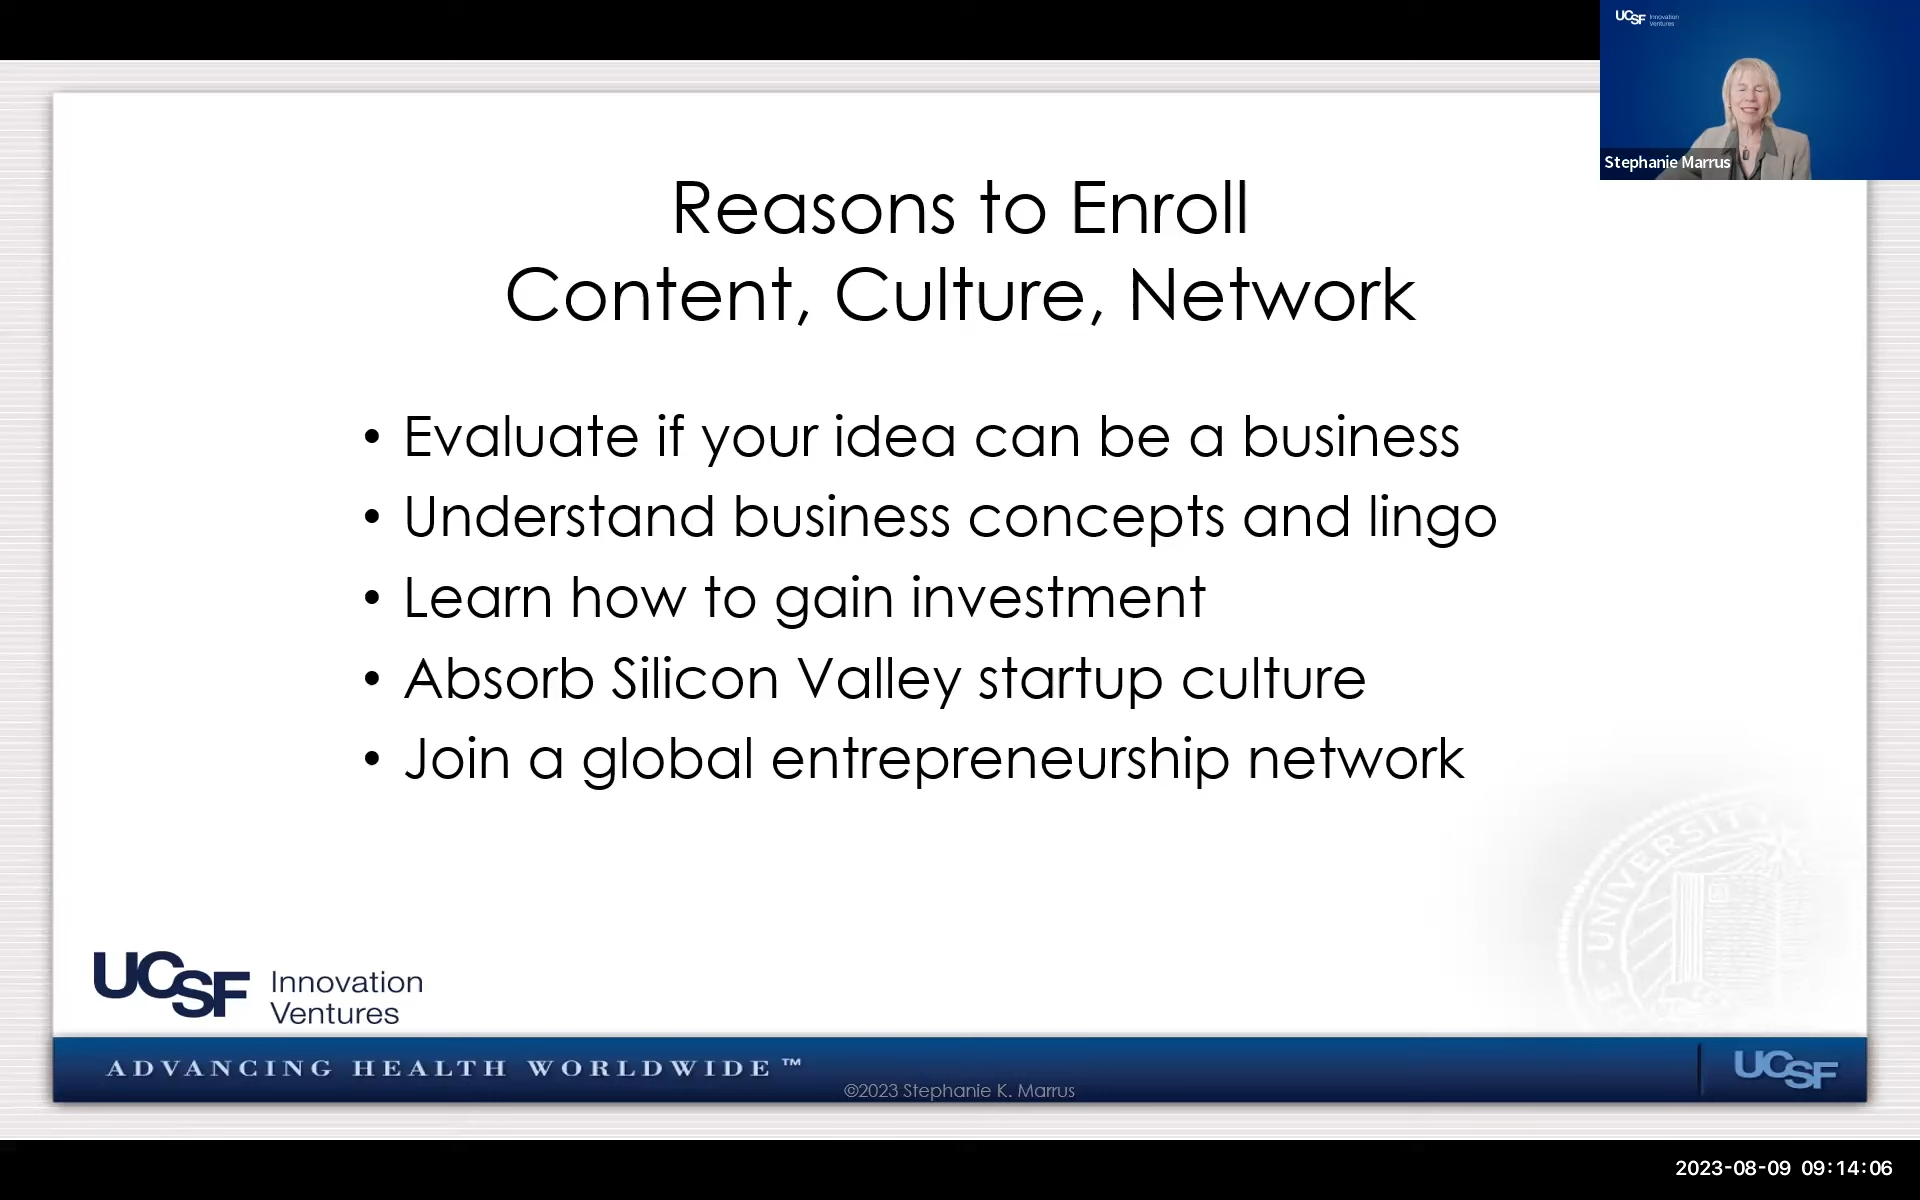 UCSF Innovation
Ventures
Stephanie Marrus
Reasons to Enroll
Content, Culture, Network
• Evaluate if your idea can be a business
• Understand business concepts and lingo
• Learn how to gain investment
• Absorb Silicon Valley startup culture
• Join a global entrepreneurship network
UNIVERSITY
UCSF Innovation
Ventures
ADVANCING HEALTH WORLDWIDE™
UCSF
©2023 Stephanie K. Marrus
2023-08-09 09:14:06